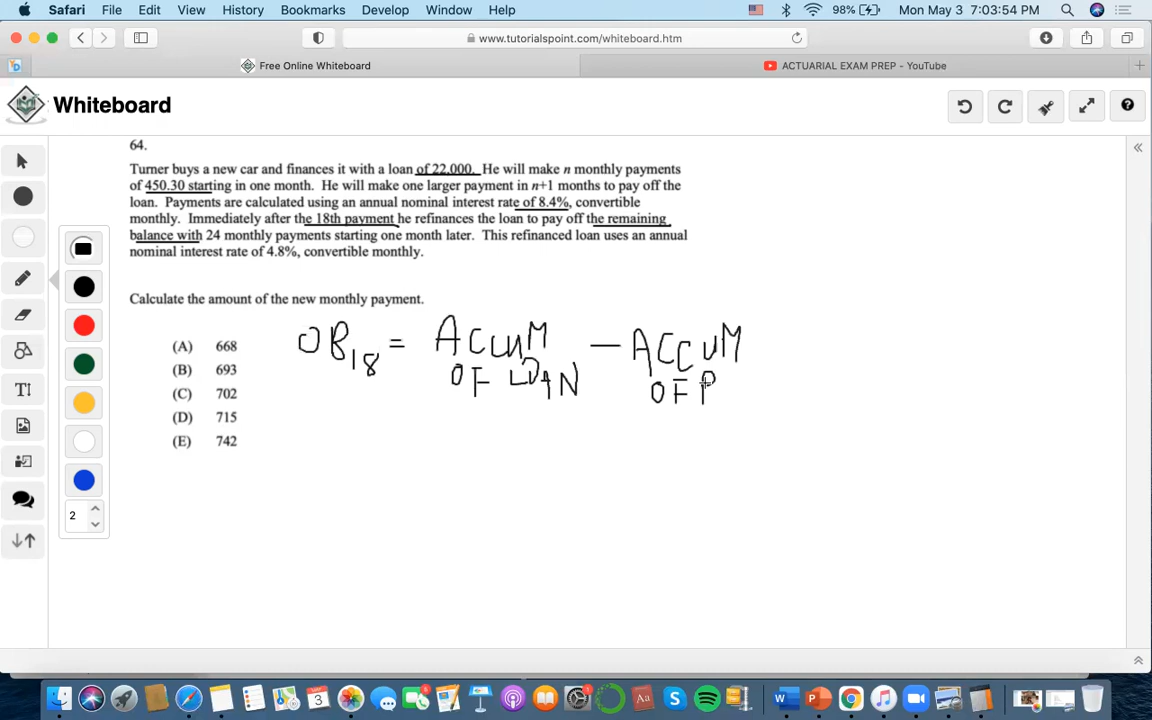 Safari File Edit View History Bookmarks Develop Window Help 98% Mon May 3 7:03:54 PM
www.tutorialspoint.com/whiteboard.htm
Free Online Whiteboard ACTUARIAL EXAM PREP - YouTube
Whiteboard
64.
Turner buys a new car and finances it with a loan of 22,000. He will make n monthly payments
of 450.30 starting in one month. He will make one larger payment in n+1 months to pay off the
loan. Payments are calculated using an annual nominal interest rate of 8.4%, convertible
monthly. Immediately after the 18th payment he refinances the loan to pay off the remaining
balance with 24 monthly payments starting one month later. This refinanced loan uses an annual
nominal interest rate of 4.8%, convertible monthly.
Calculate the amount of the new monthly payment.
OB18 = ACCUM — ACCUM
OF LOAN OF P
(A) 668
(B) 693
(C) 702
(D) 715
(E) 742
2